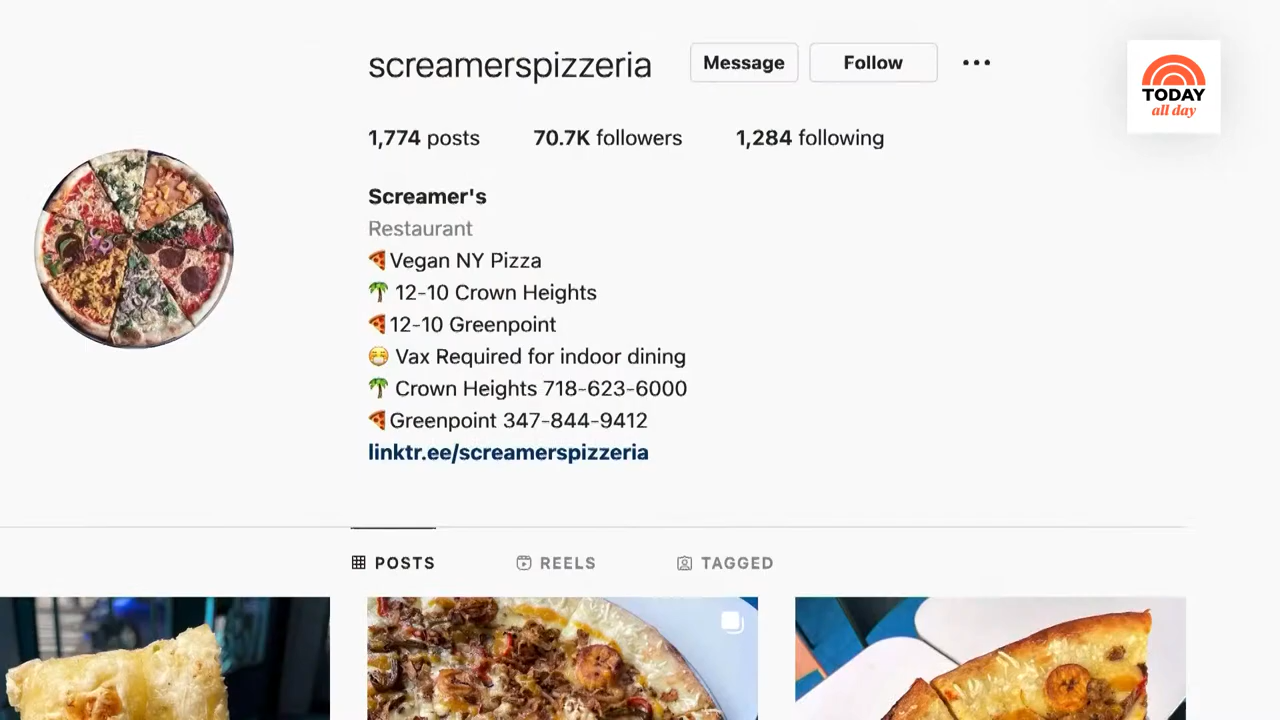 screamerspizzeria
Message
Follow
TODAY
all day
1,774 posts
70.7K followers
1,284 following
Screamer's
Restaurant
🍕Vegan NY Pizza
🌴 12-10 Crown Heights
🍕12-10 Greenpoint
😷 Vax Required for indoor dining
🌴 Crown Heights 718-623-6000
🍕Greenpoint 347-844-9412
linktr.ee/screamerspizzeria
POSTS
REELS
TAGGED